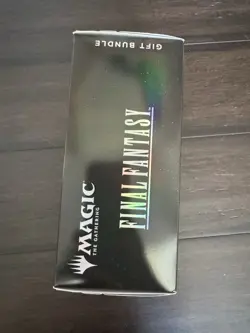 MAGIC
THE GATHERING
FINAL FANTASY
GIFT BUNDLE